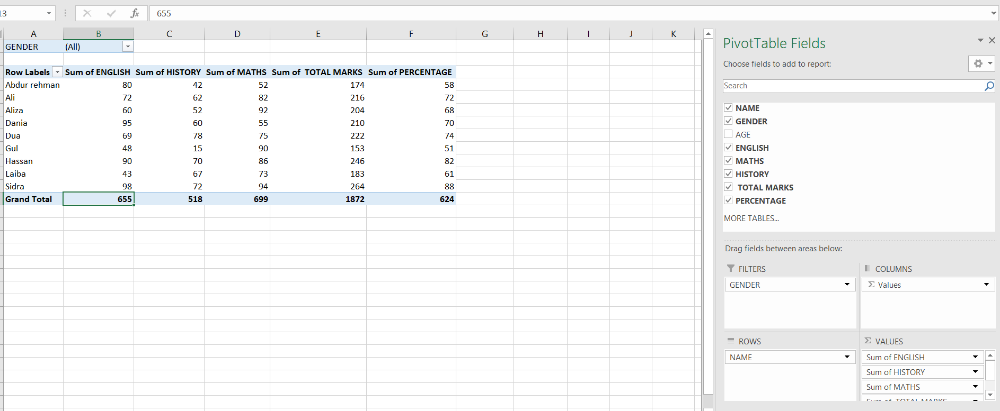 13 fx 655
A B C D E F G H I J K
GENDER (All)
Row Labels Sum of ENGLISH Sum of HISTORY Sum of MATHS Sum of  TOTAL MARKS Sum of PERCENTAGE
Abdur rehman 80 42 52 174 58
Ali 72 62 82 216 72
Aliza 60 52 92 204 68
Dania 95 60 55 210 70
Dua 69 78 75 222 74
Gul 48 15 90 153 51
Hassan 90 70 86 246 82
Laiba 43 67 73 183 61
Sidra 98 72 94 264 88
Grand Total 655 518 699 1872 624
PivotTable Fields
Choose fields to add to report:
Search
NAME
GENDER
AGE
ENGLISH
MATHS
HISTORY
TOTAL MARKS
PERCENTAGE
MORE TABLES...
Drag fields between areas below:
FILTERS
GENDER
COLUMNS
Σ Values
ROWS
NAME
Σ VALUES
Sum of ENGLISH
Sum of HISTORY
Sum of MATHS
Sum of  TOTAL MARKS